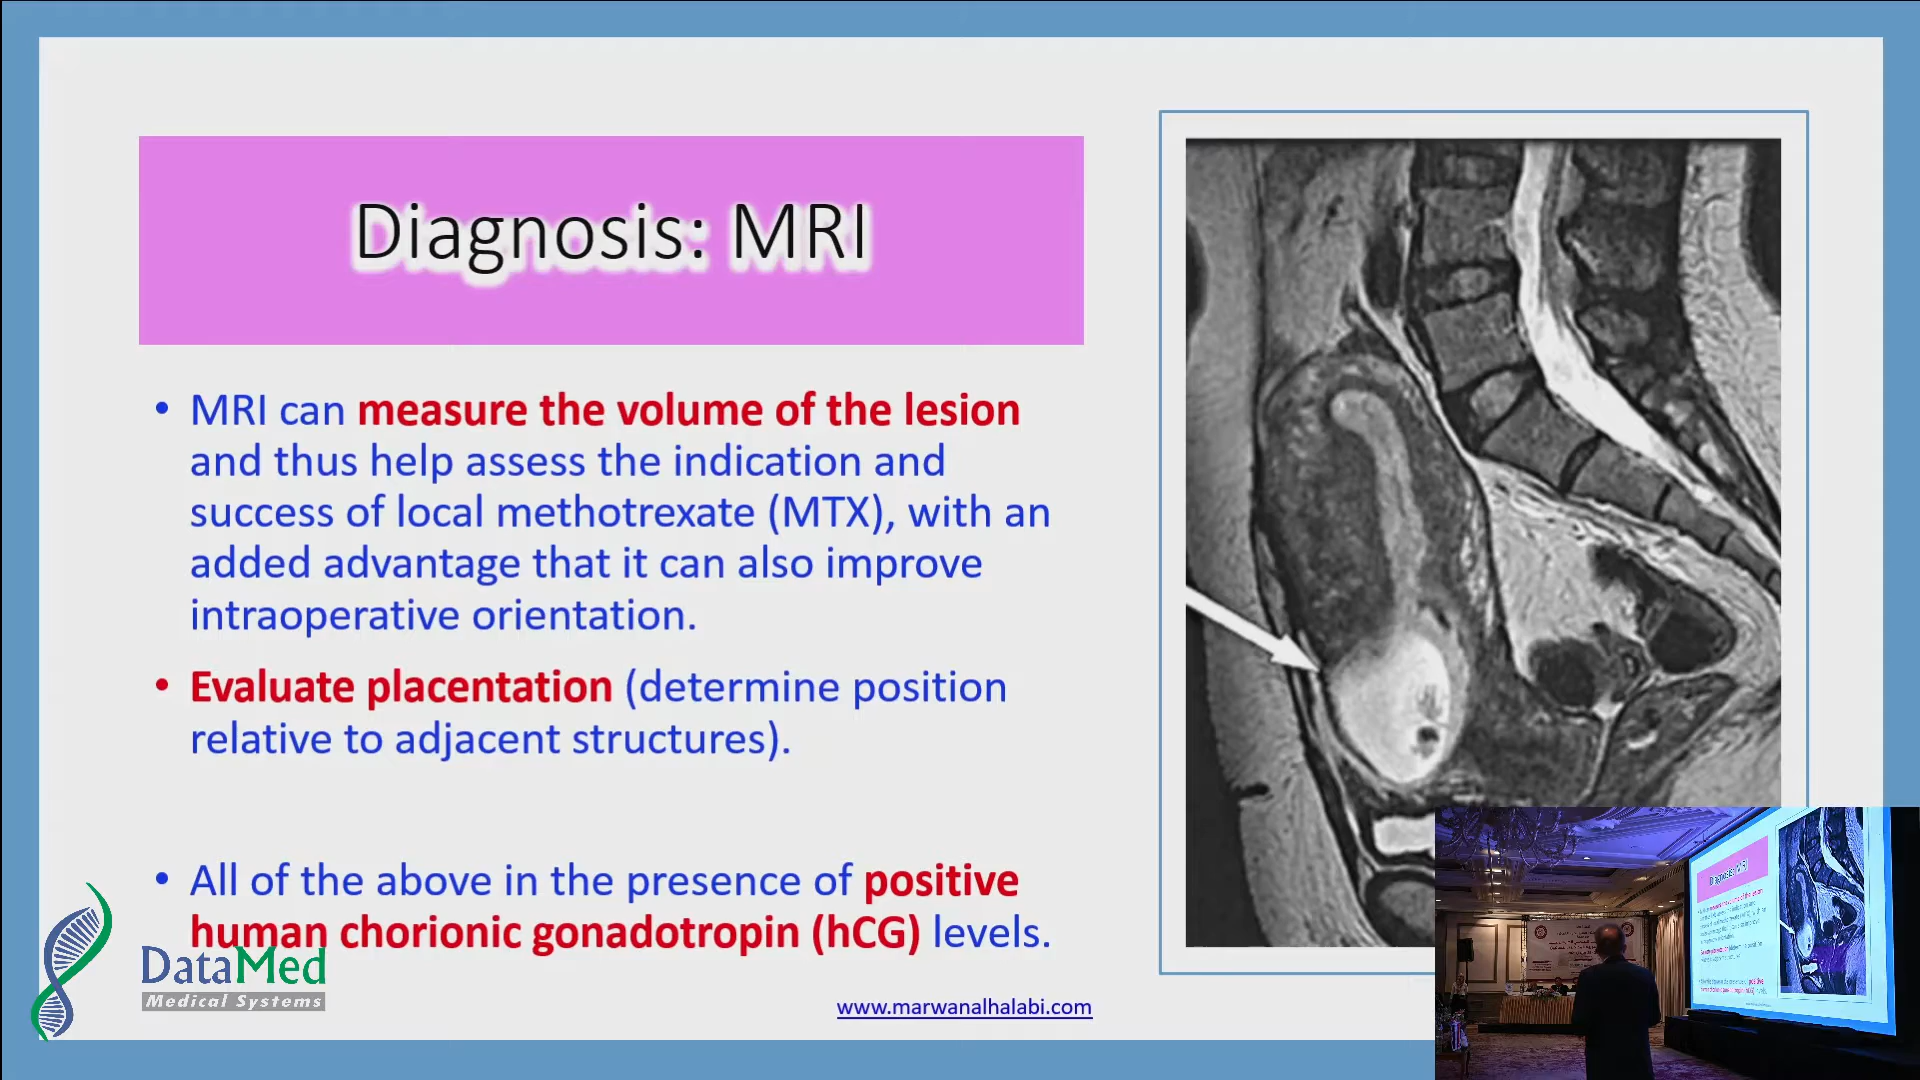 Diagnosis: MRI
• MRI can measure the volume of the lesion
and thus help assess the indication and
success of local methotrexate (MTX), with an
added advantage that it can also improve
intraoperative orientation.
• Evaluate placentation (determine position
relative to adjacent structures).
• All of the above in the presence of positive
human chorionic gonadotropin (hCG) levels.
DataMed
Medical Systems
www.marwanalhalabi.com